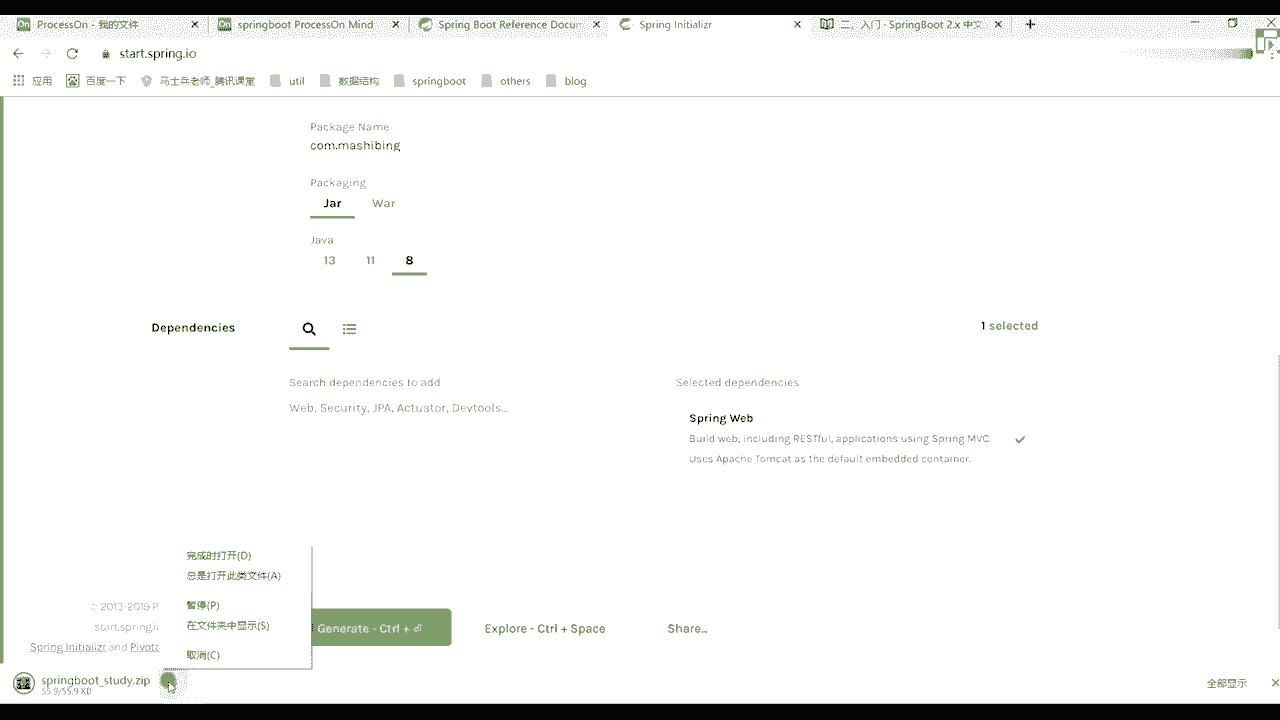 ProcessOn - 我的文件
springboot ProcessOn Mind
Spring Boot Reference Docum
Spring Initializr
二、入门 · SpringBoot 2.x 中文
start.spring.io
应用
百度一下
马士兵老师_腾讯课堂
util
数据结构
springboot
others
blog
Package Name
com.mashibing
Packaging
Jar War
Java
13 11 8
Dependencies
1 selected
Search dependencies to add
Web, Security, JPA, Actuator, Devtools...
Selected dependencies
Spring Web
Build web, including RESTful, applications using Spring MVC.
Uses Apache Tomcat as the default embedded container.
完成时打开(D)
总是打开此类文件(A)
暂停(P)
在文件夹中显示(S)
取消(C)
© 2013-2019 P
start.spring.io
Spring Initializr and Pivota
Generate - Ctrl + ⏎
Explore - Ctrl + Space
Share...
springboot_study.zip
55.9/55.9 KB
全部显示